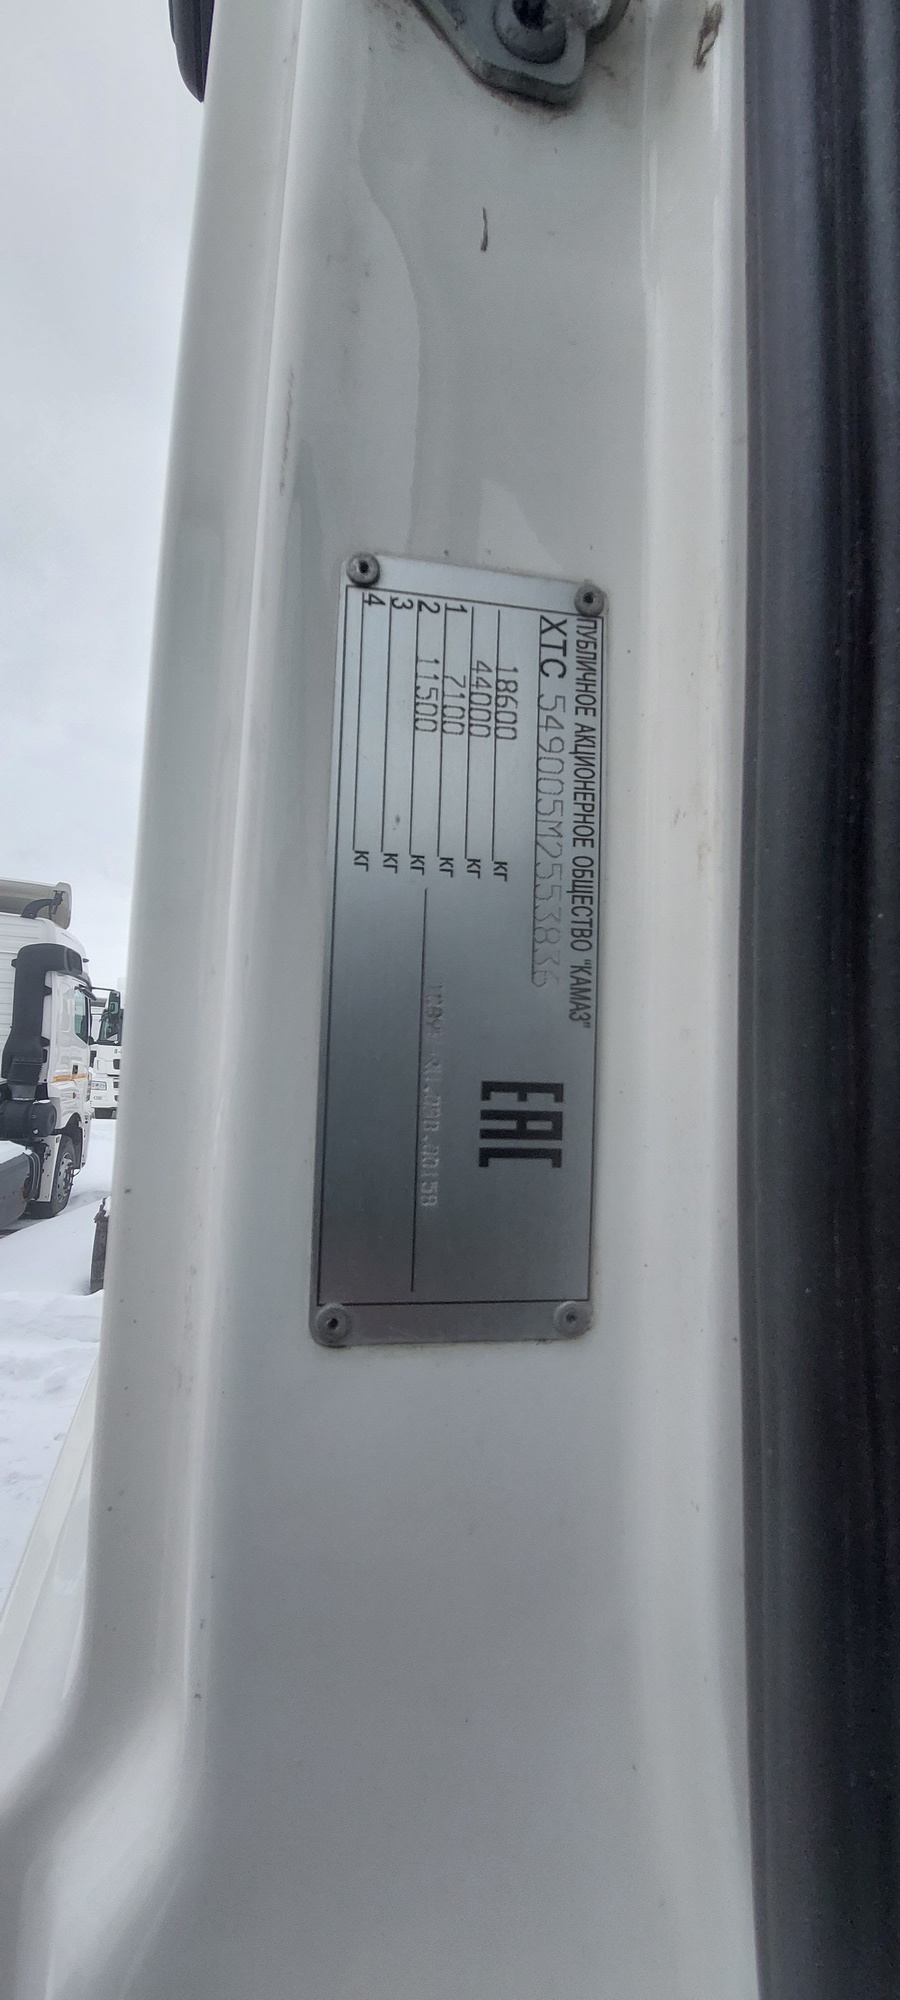 ПУБЛИЧНОЕ АКЦИОНЕРНОЕ ОБЩЕСТВО "КАМАЗ"
XTC 549005M2553836
18600 кг
44000 кг
1 7100 кг
2 11500 кг
3 кг
4 кг
EAC